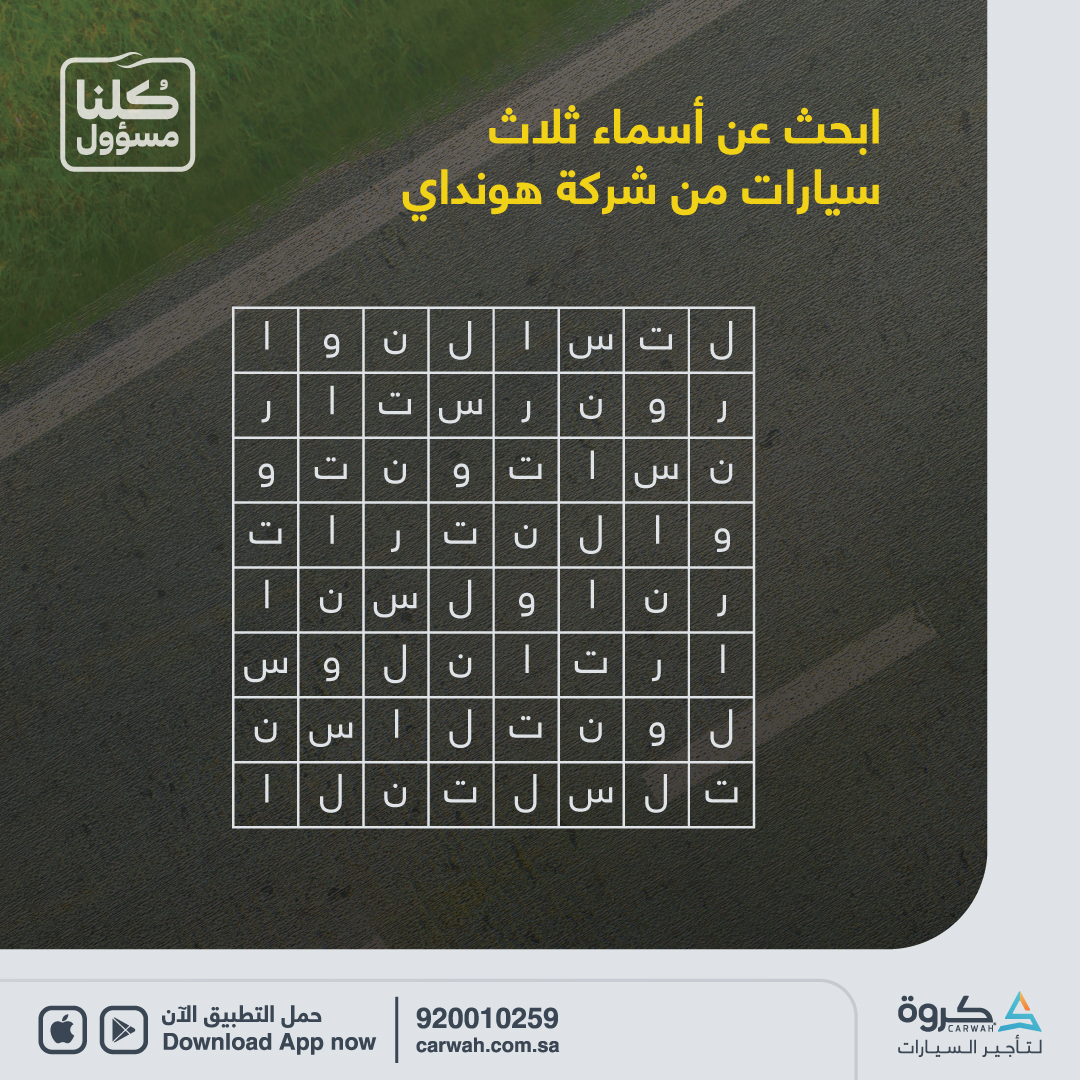 كُلنا
مسؤول
ابحث عن أسماء ثلاث
سيارات من شركة هونداي
ل ت س ا ل ن و ا
ر و ن ر س ت ا ر
ن س ا ت و ن ت و
و ا ل ن ت ر ا ت
ر ن ا و ل س ن ا
ا ر ت ا ن ل و س
ل و ن ت ل ا س ن
ت ل س ل ت ن ل ا
حمل التطبيق الآن
Download App now
920010259
carwah.com.sa
كروة
CARWAH
لتأجير السيارات